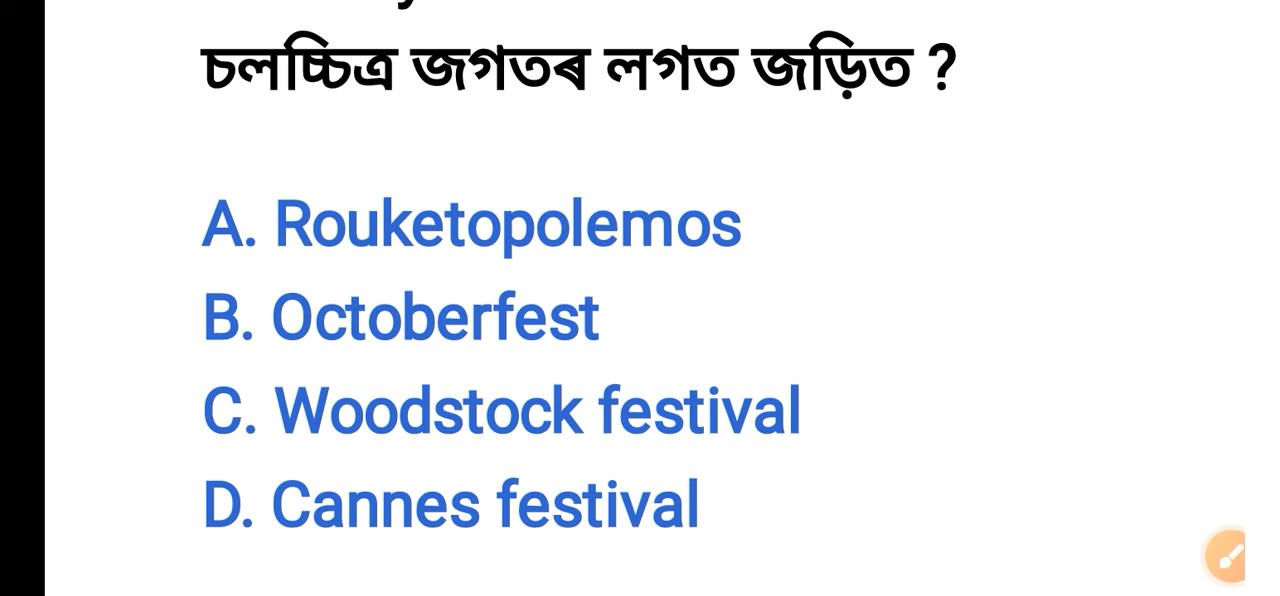 চলচ্চিত্ৰ জগতৰ লগত জড়িত ?
A. Rouketopolemos
B. Octoberfest
C. Woodstock festival
D. Cannes festival